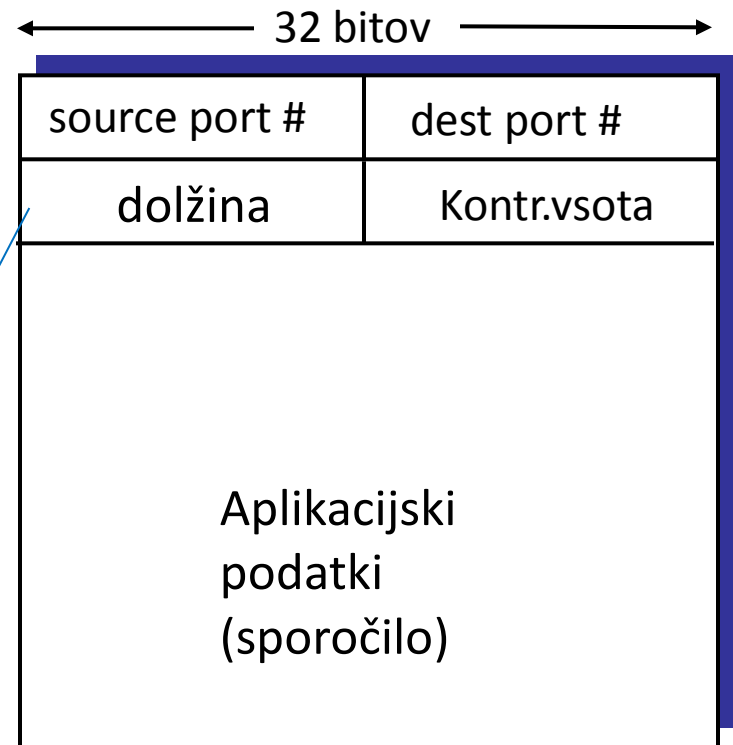 32 bitov
source port #
dest port #
dolžina
Kontr.vsota
Aplikacijski
podatki
(sporočilo)